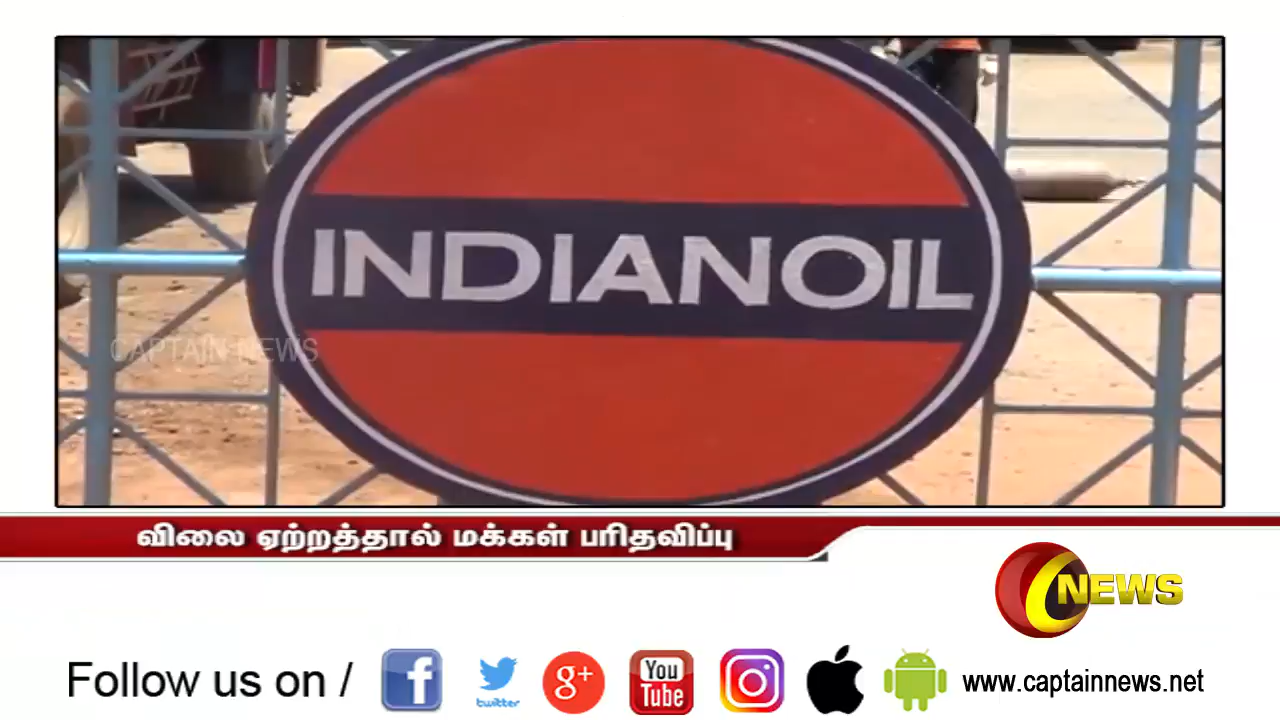 INDIANOIL
CAPTAIN NEWS
விலை ஏற்றத்தால் மக்கள் பரிதவிப்பு
NEWS
Follow us on /
f
twitter
g+
You
Tube
www.captainnews.net